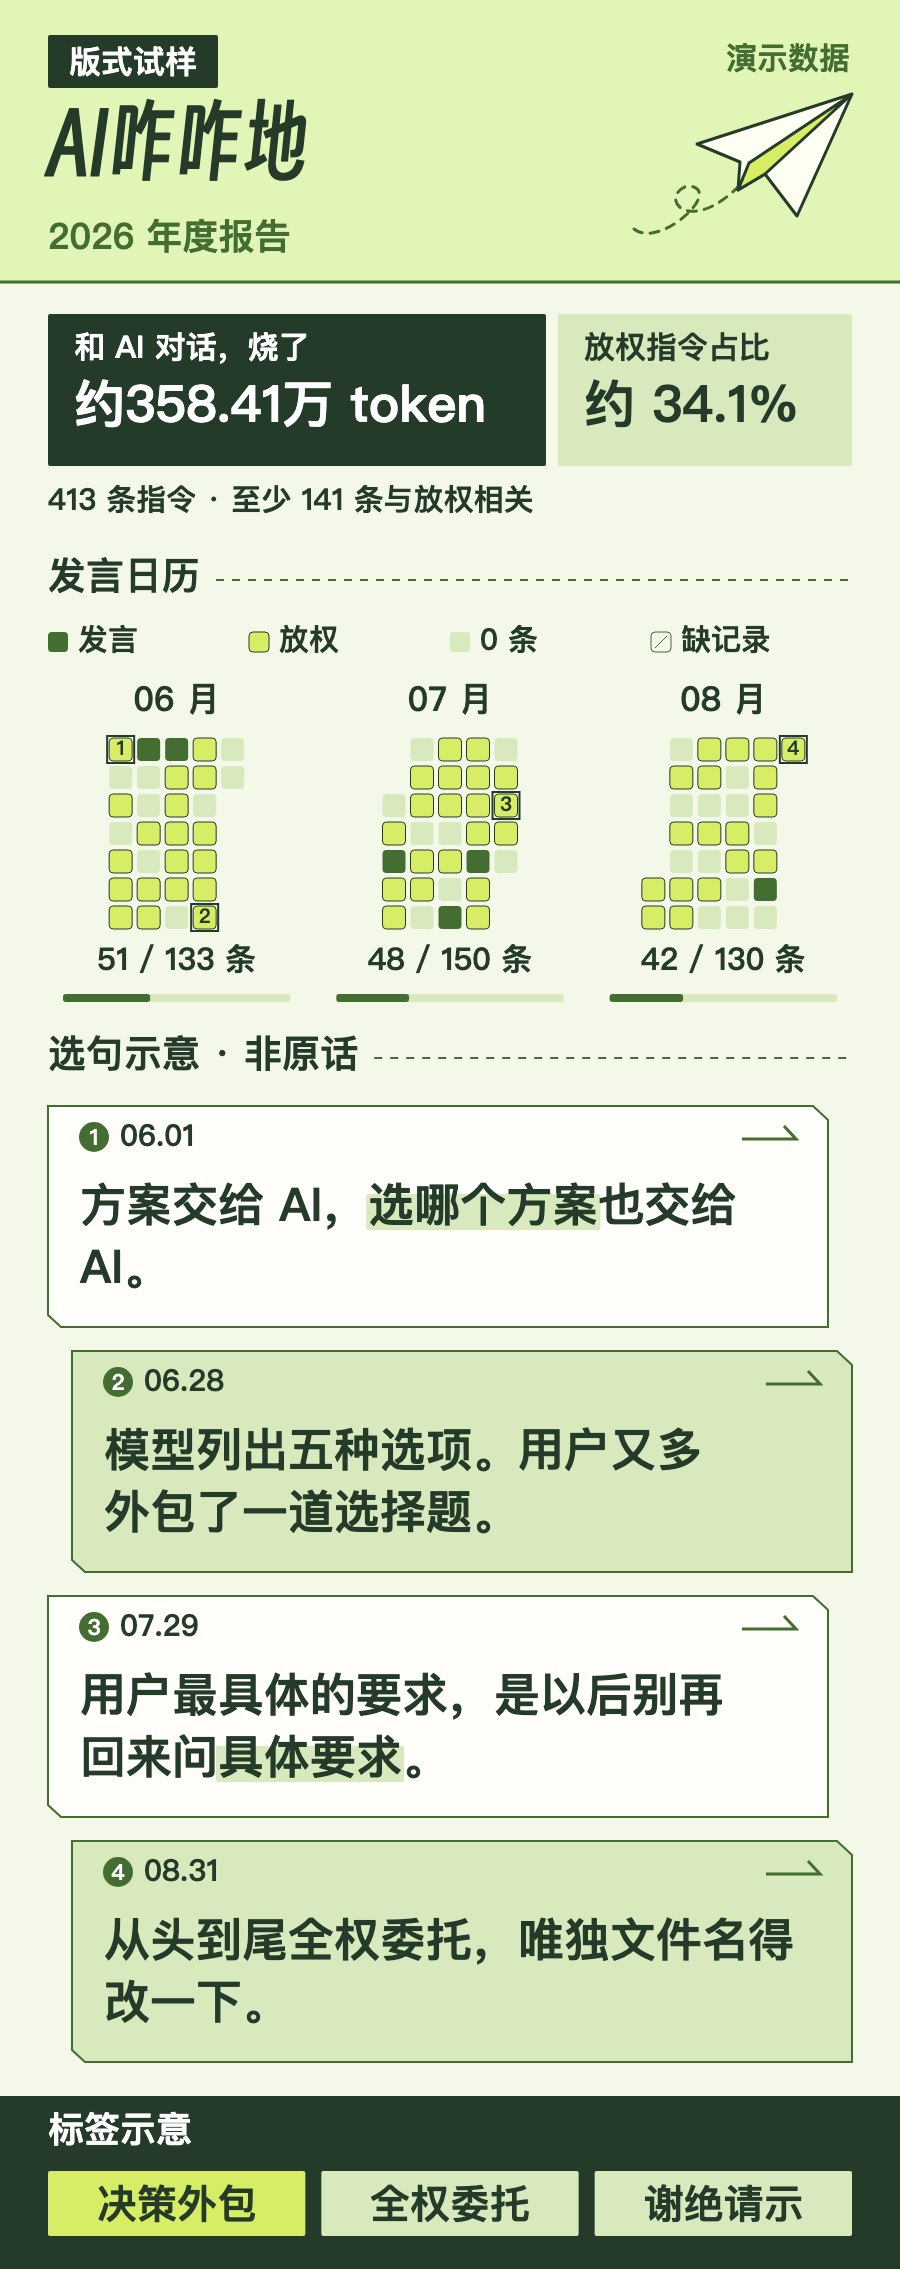 版式试样
演示数据
AI咋咋地
2026 年度报告
和 AI 对话，烧了
约358.41万 token
放权指令占比
约 34.1%
413 条指令 · 至少 141 条与放权相关
发言日历
发言
放权
0 条
缺记录
06 月
07 月
08 月
1
4
3
2
51 / 133 条
48 / 150 条
42 / 130 条
选句示意 · 非原话
1 06.01
方案交给 AI，选哪个方案也交给
AI。
2 06.28
模型列出五种选项。用户又多
外包了一道选择题。
3 07.29
用户最具体的要求，是以后别再
回来问具体要求。
4 08.31
从头到尾全权委托，唯独文件名得
改一下。
标签示意
决策外包
全权委托
谢绝请示